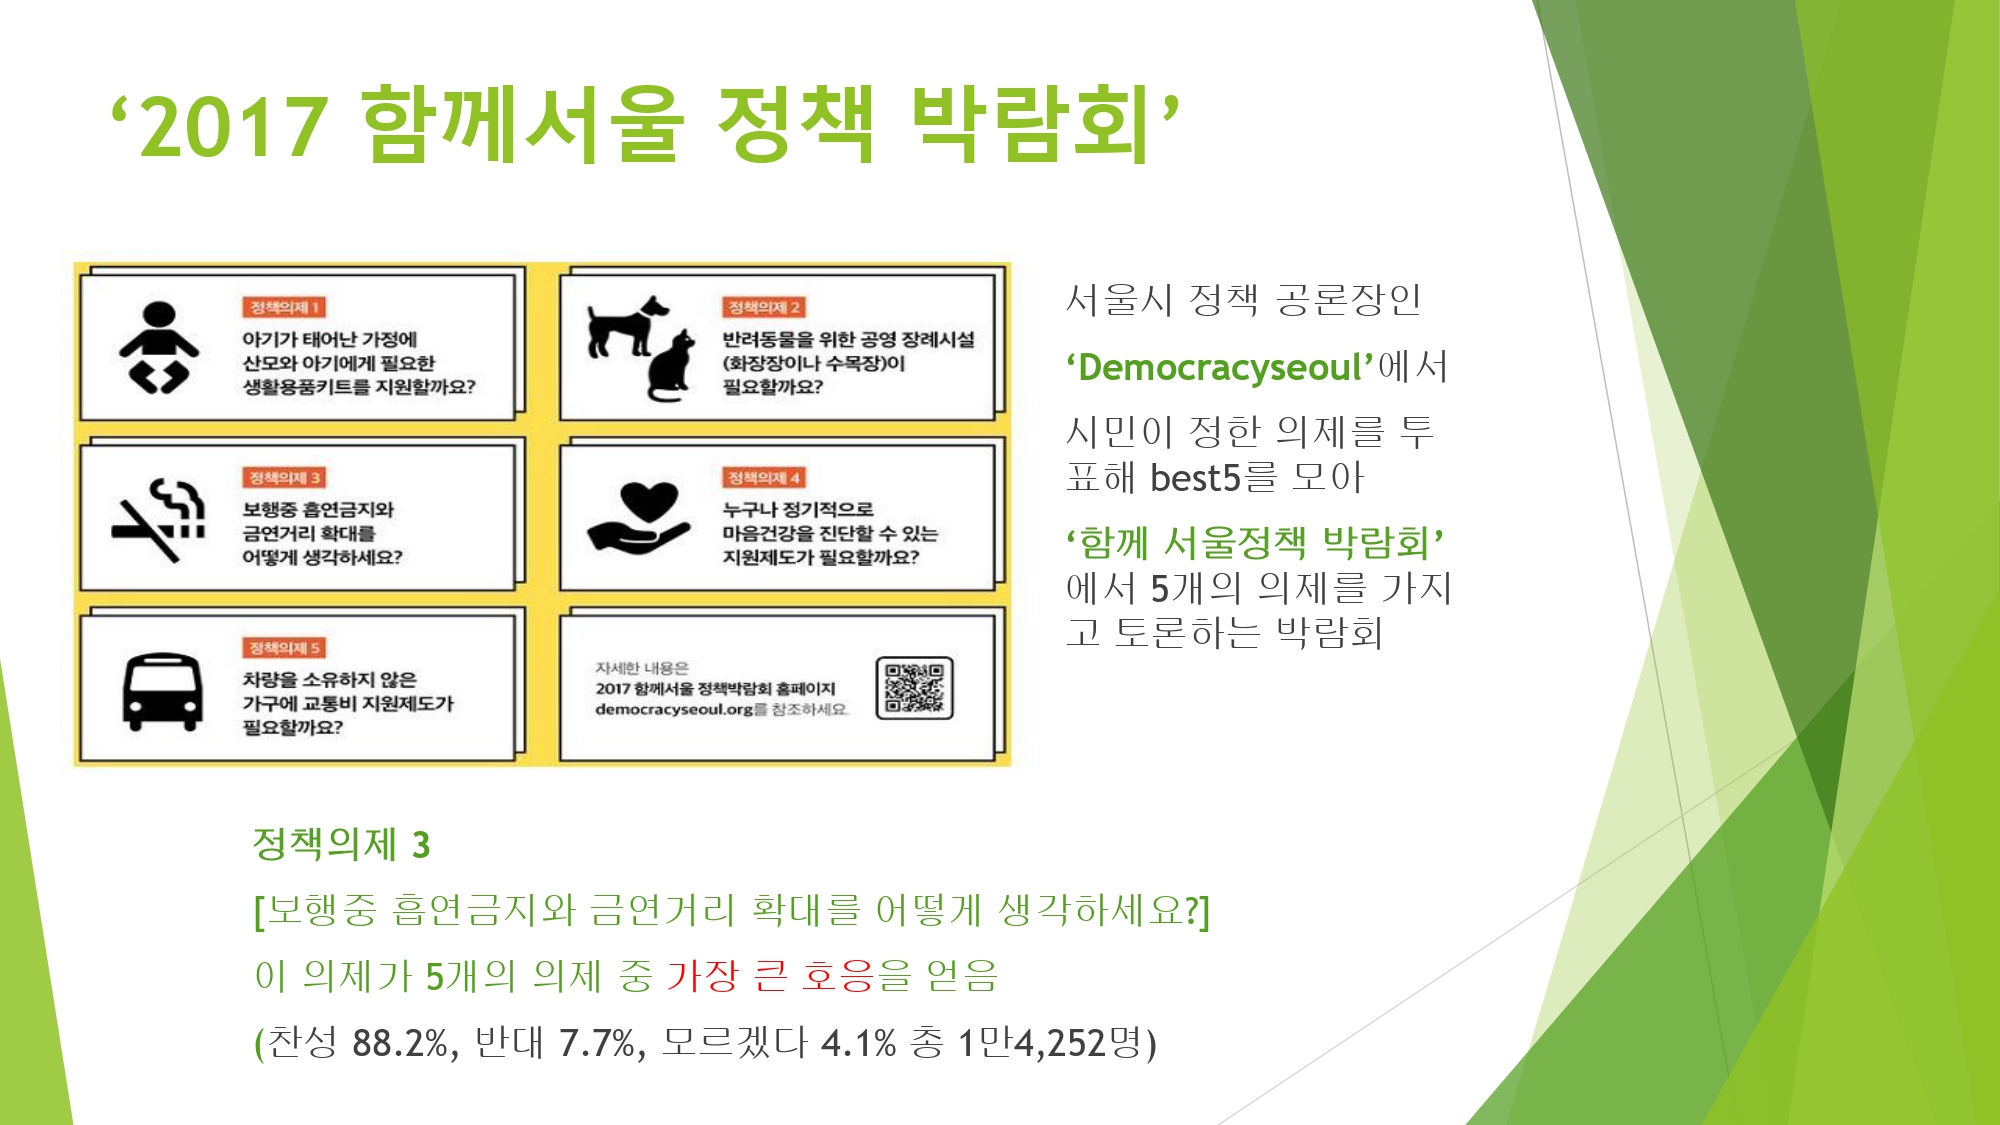 ‘2017 함께서울 정책 박람회’
정책의제 1
아기가 태어난 가정에
산모와 아기에게 필요한
생활용품키트를 지원할까요?
정책의제 2
반려동물을 위한 공영 장례시설
(화장장이나 수목장)이
필요할까요?
정책의제 3
보행중 흡연금지와
금연거리 확대를
어떻게 생각하세요?
정책의제 4
누구나 정기적으로
마음건강을 진단할 수 있는
지원제도가 필요할까요?
정책의제 5
차량을 소유하지 않은
가구에 교통비 지원제도가
필요할까요?
자세한 내용은
2017 함께서울 정책박람회 홈페이지
democracyseoul.org를 참조하세요.
서울시 정책 공론장인
‘Democracyseoul’에서
시민이 정한 의제를 투
표해 best5를 모아
‘함께 서울정책 박람회’
에서 5개의 의제를 가지
고 토론하는 박람회
정책의제 3
[보행중 흡연금지와 금연거리 확대를 어떻게 생각하세요?]
이 의제가 5개의 의제 중 가장 큰 호응을 얻음
(찬성 88.2%, 반대 7.7%, 모르겠다 4.1% 총 1만4,252명)